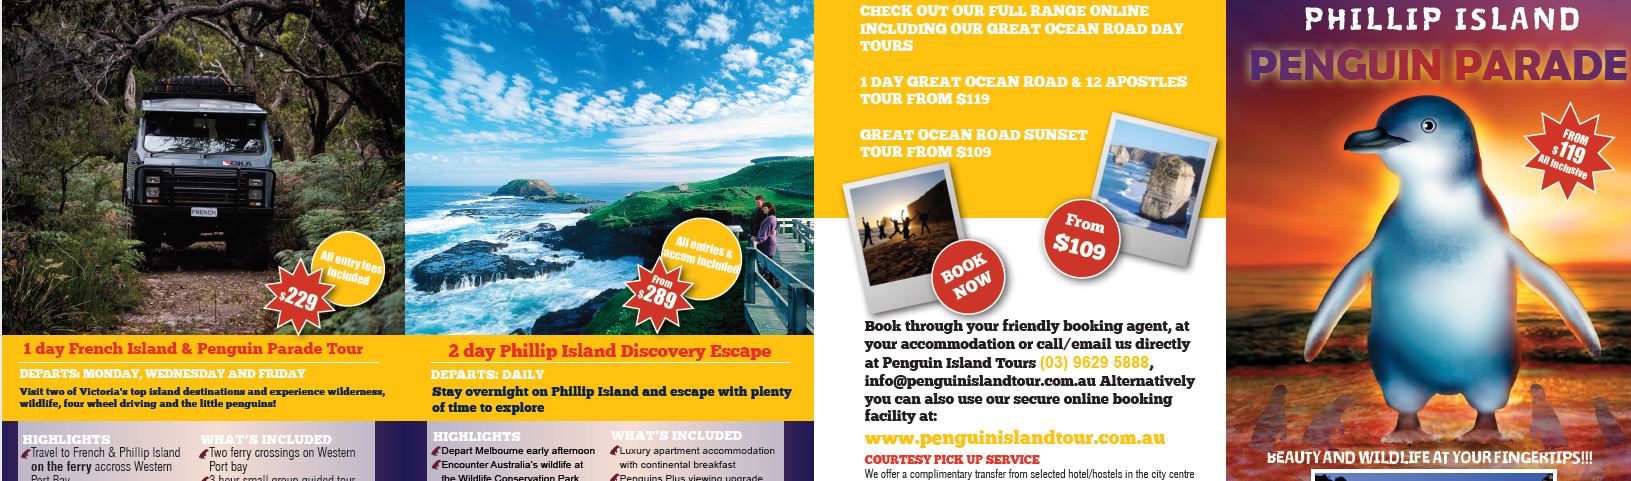 OKA
FRENCH
All entry fees
included
$229
1 day French Island & Penguin Parade Tour
DEPARTS: MONDAY, WEDNESDAY AND FRIDAY
Visit two of Victoria's top island destinations and experience wilderness,
wildlife, four wheel driving and the little penguins!
HIGHLIGHTS
Travel to French & Phillip Island
on the ferry accross Western
Port Bay
WHAT'S INCLUDED
Two ferry crossings on Western
Port bay
3 hour small group guided tour
All entries &
accom included
From
$289
2 day Phillip Island Discovery Escape
DEPARTS: DAILY
Stay overnight on Phillip Island and escape with plenty
of time to explore
HIGHLIGHTS
Depart Melbourne early afternoon
Encounter Australia's wildlife at
the Wildlife Conservation Park
WHAT'S INCLUDED
Luxury apartment accommodation
with continental breakfast
Penguins Plus viewing upgrade
CHECK OUT OUR FULL RANGE ONLINE
INCLUDING OUR GREAT OCEAN ROAD DAY
TOURS
1 DAY GREAT OCEAN ROAD & 12 APOSTLES
TOUR FROM $119
GREAT OCEAN ROAD SUNSET
TOUR FROM $109
From
$109
BOOK
NOW
Book through your friendly booking agent, at
your accommodation or call/email us directly
at Penguin Island Tours (03) 9629 5888,
info@penguinislandtour.com.au Alternatively
you can also use our secure online booking
facility at:
www.penguinislandtour.com.au
COURTESY PICK UP SERVICE
We offer a complimentary transfer from selected hotel/hostels in the city centre
PHILLIP ISLAND
PENGUIN PARADE
FROM
$119
All Inclusive
BEAUTY AND WILDLIFE AT YOUR FINGERTIPS!!!